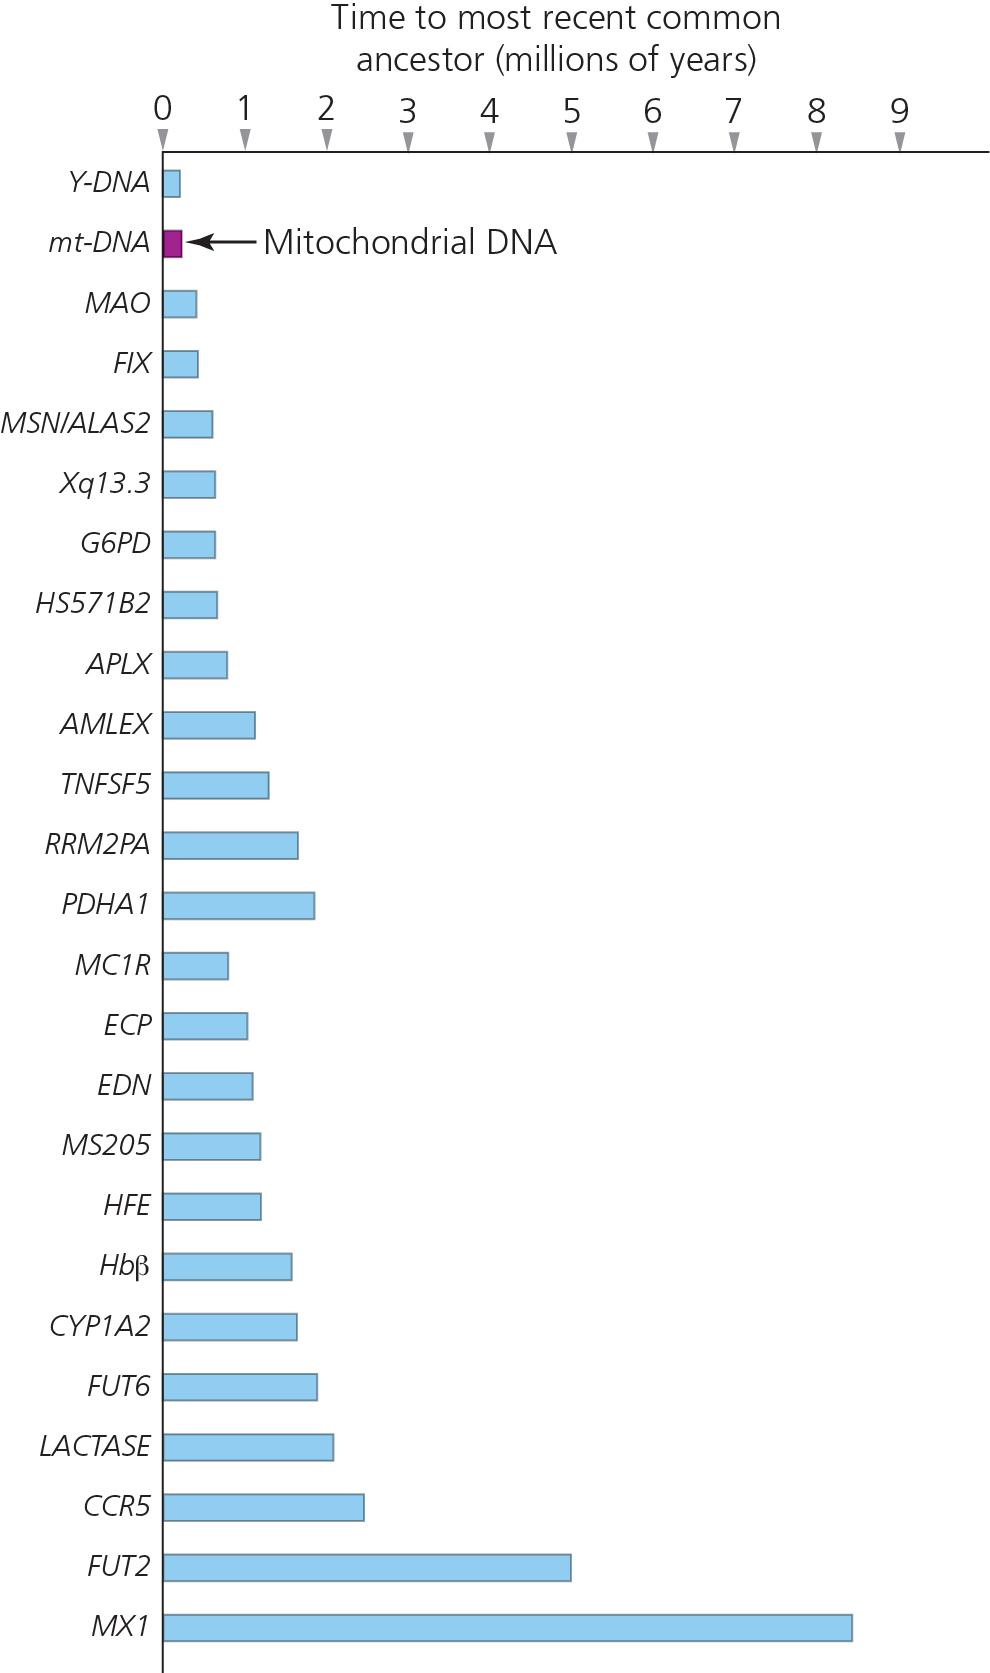 Time to most recent common
ancestor (millions of years)
0 1 2 3 4 5 6 7 8 9
Y-DNA
mt-DNA Mitochondrial DNA
MAO
FIX
MSN/ALAS2
Xq13.3
G6PD
HS571B2
APLX
AMLEX
TNFSF5
RRM2PA
PDHA1
MC1R
ECP
EDN
MS205
HFE
Hbβ
CYP1A2
FUT6
LACTASE
CCR5
FUT2
MX1